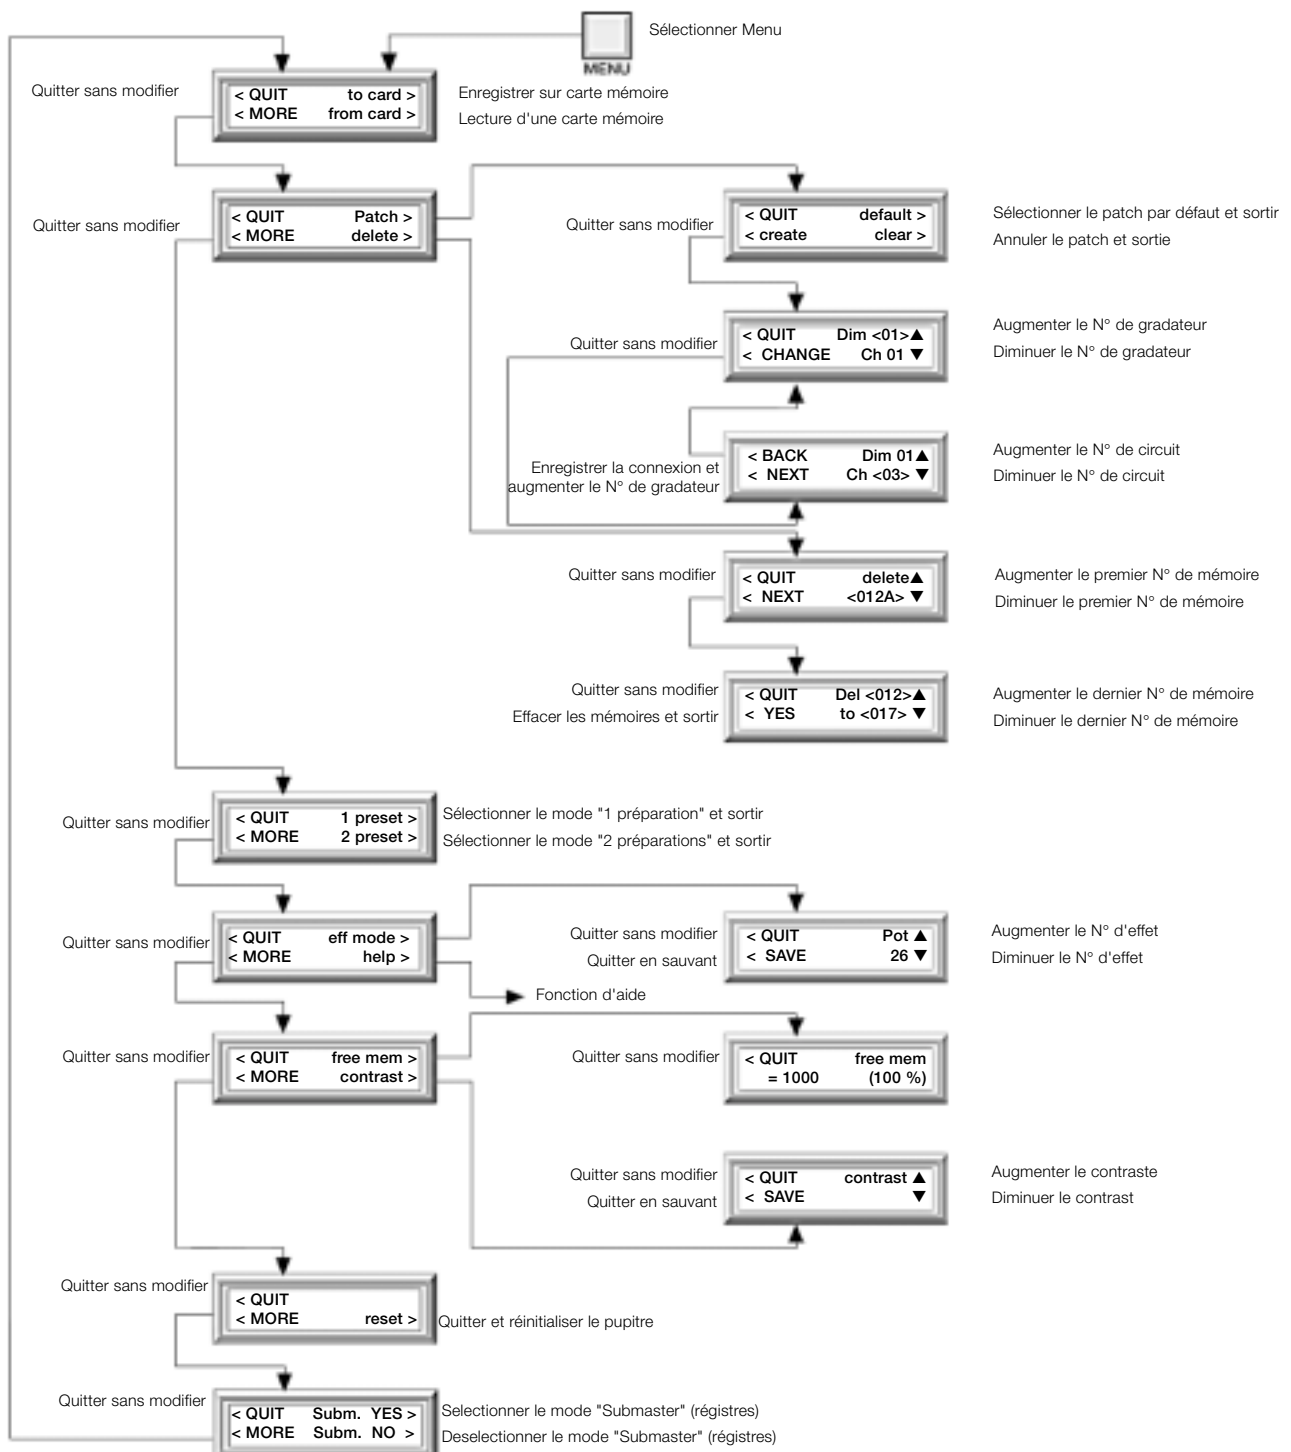 Sélectionner Menu
MENU
Quitter sans modifier
< QUIT to card >
< MORE from card >
Enregistrer sur carte mémoire
Lecture d'une carte mémoire
Quitter sans modifier
< QUIT Patch >
< MORE delete >
Quitter sans modifier
< QUIT default >
< create clear >
Sélectionner le patch par défaut et sortir
Annuler le patch et sortie
Quitter sans modifier
< QUIT Dim <01>▲
< CHANGE Ch 01 ▼
Augmenter le N° de gradateur
Diminuer le N° de gradateur
Enregistrer la connexion et
augmenter le N° de gradateur
< BACK Dim 01▲
< NEXT Ch <03> ▼
Augmenter le N° de circuit
Diminuer le N° de circuit
Quitter sans modifier
< QUIT delete▲
< NEXT <012A> ▼
Augmenter le premier N° de mémoire
Diminuer le premier N° de mémoire
Quitter sans modifier
Effacer les mémoires et sortir
< QUIT Del <012>▲
< YES to <017> ▼
Augmenter le dernier N° de mémoire
Diminuer le dernier N° de mémoire
Quitter sans modifier
< QUIT 1 preset >
< MORE 2 preset >
Sélectionner le mode "1 préparation" et sortir
Sélectionner le mode "2 préparations" et sortir
Quitter sans modifier
< QUIT eff mode >
< MORE help >
Quitter sans modifier
Quitter en sauvant
< QUIT Pot ▲
< SAVE 26 ▼
Augmenter le N° d'effet
Diminuer le N° d'effet
Fonction d'aide
Quitter sans modifier
< QUIT free mem >
< MORE contrast >
Quitter sans modifier
< QUIT free mem
= 1000 (100 %)
Quitter sans modifier
Quitter en sauvant
< QUIT contrast ▲
< SAVE ▼
Augmenter le contraste
Diminuer le contrast
Quitter sans modifier
< QUIT
< MORE reset >
Quitter et réinitialiser le pupitre
Quitter sans modifier
< QUIT Subm. YES >
< MORE Subm. NO >
Selectionner le mode "Submaster" (régistres)
Deselectionner le mode "Submaster" (régistres)